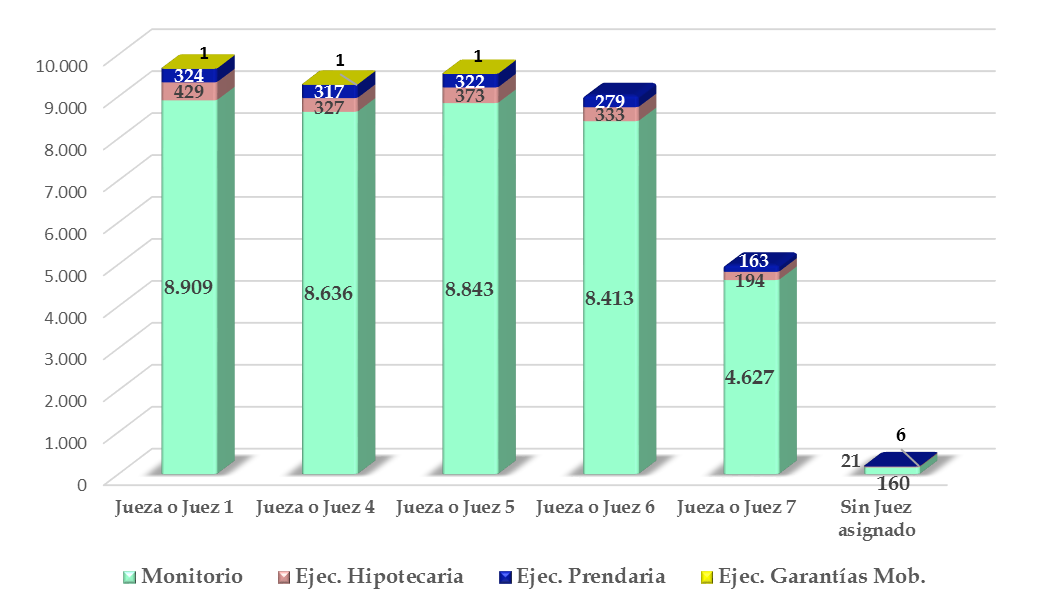 10.000
9.000
8.000
7.000
6.000
5.000
4.000
3.000
2.000
1.000
0
1
324
429
8.909
1
317
327
8.636
1
322
373
8.843
279
333
8.413
163
194
4.627
6
21
160
Jueza o Juez 1
Jueza o Juez 4
Jueza o Juez 5
Jueza o Juez 6
Jueza o Juez 7
Sin Juez
asignado
Monitorio
Ejec. Hipotecaria
Ejec. Prendaria
Ejec. Garantías Mob.